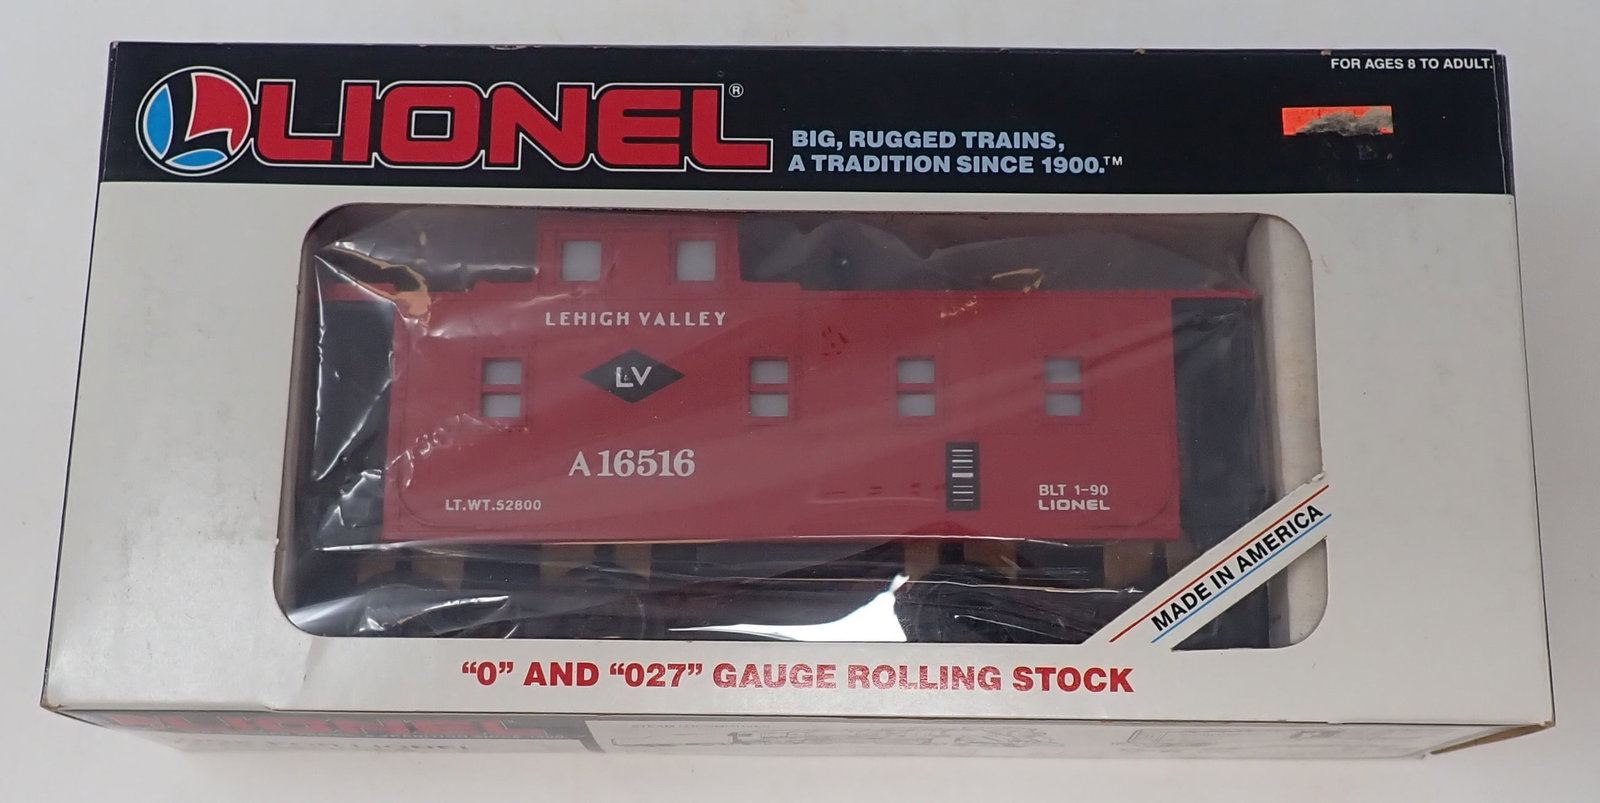 FOR AGES 8 TO ADULT.
LIONEL®
BIG, RUGGED TRAINS,
A TRADITION SINCE 1900.™
LEHIGH VALLEY
LV
A 16516
LT.WT.52800
BLT 1-90
LIONEL
MADE IN AMERICA
"O" AND "027" GAUGE ROLLING STOCK
LIONEL